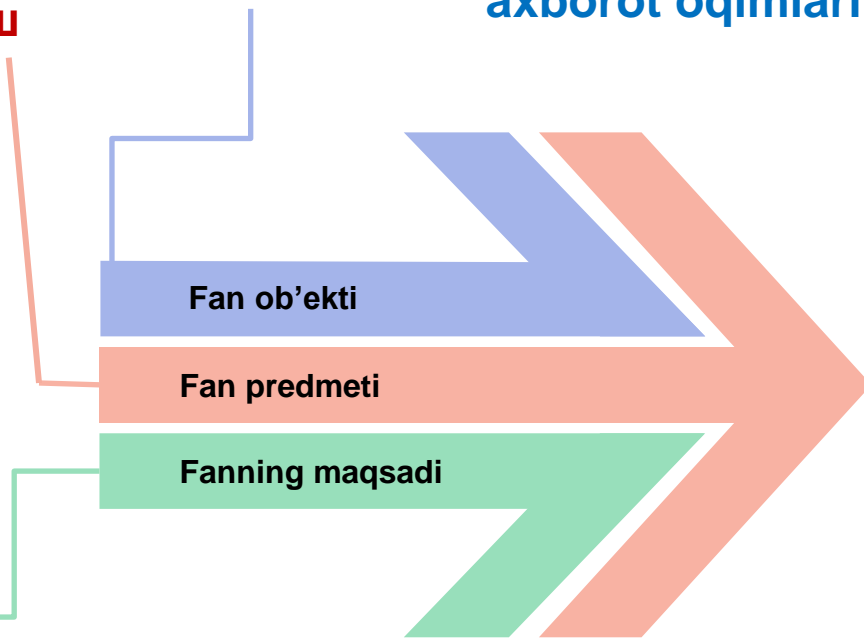 axborot oqimlari
Fan ob’ekti
Fan predmeti
Fanning maqsadi